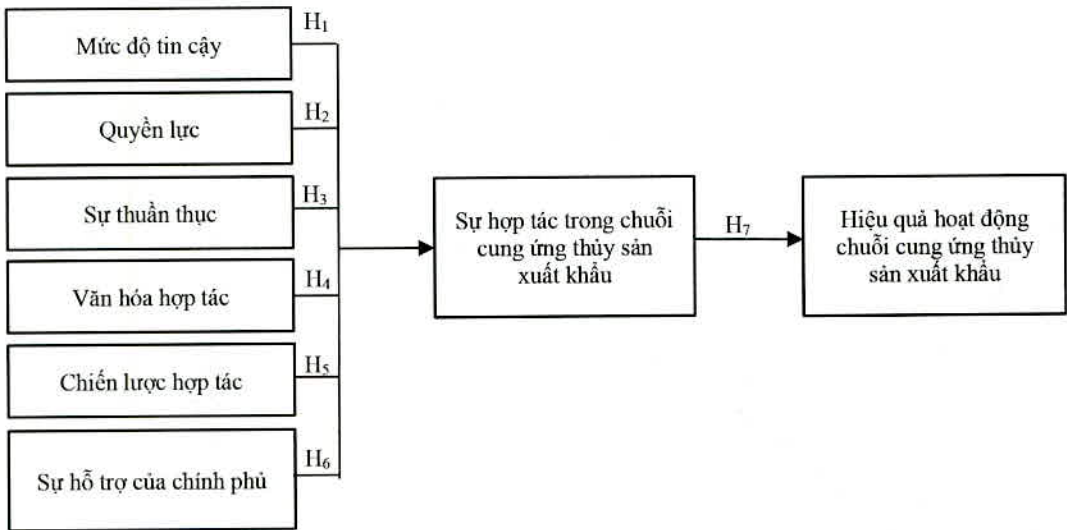 Mức độ tin cậy
H₁
Quyền lực
H₂
Sự thuần thục
H₃
Văn hóa hợp tác
H₄
Chiến lược hợp tác
H₅
Sự hỗ trợ của chính phủ
H₆
Sự hợp tác trong chuỗi
cung ứng thủy sản
xuất khẩu
H₇
Hiệu quả hoạt động
chuỗi cung ứng thủy
sản xuất khẩu